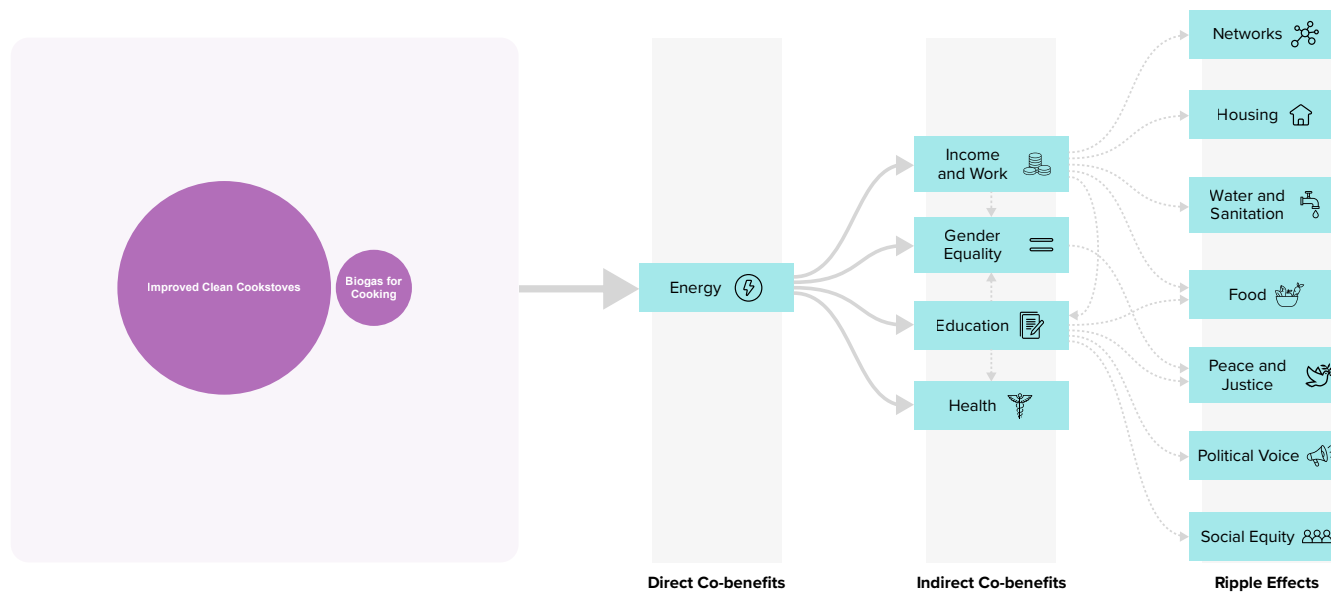 Improved Clean Cookstoves
Biogas for
Cooking
Energy
Income
and Work
Gender
Equality
Education
Health
Networks
Housing
Water and
Sanitation
Food
Peace and
Justice
Political Voice
Social Equity
Direct Co-benefits
Indirect Co-benefits
Ripple Effects